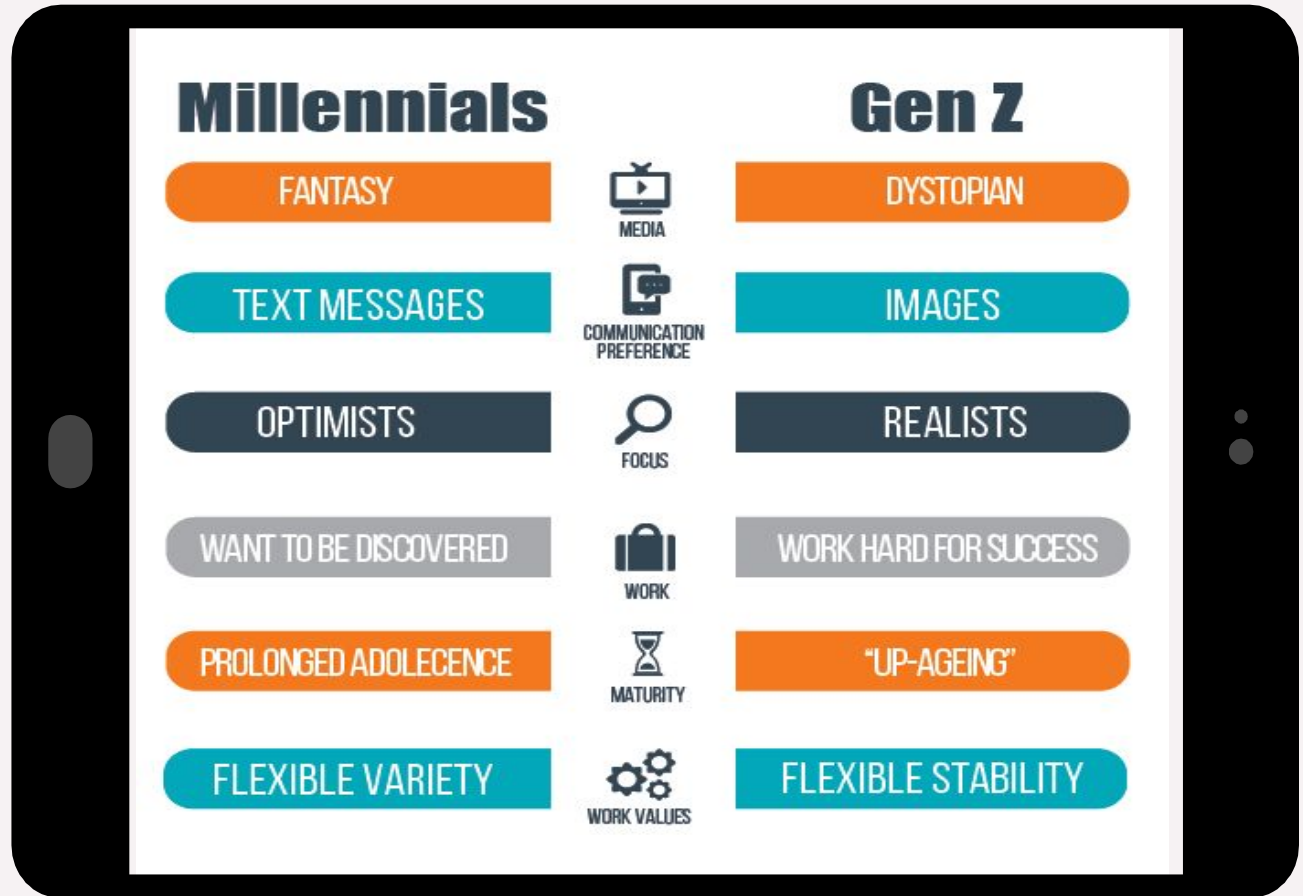 Millennials Gen Z
FANTASY DYSTOPIAN
MEDIA
TEXT MESSAGES IMAGES
COMMUNICATION
PREFERENCE
OPTIMISTS REALISTS
FOCUS
WANT TO BE DISCOVERED WORK HARD FOR SUCCESS
WORK
PROLONGED ADOLECENCE "UP-AGEING"
MATURITY
FLEXIBLE VARIETY FLEXIBLE STABILITY
WORK VALUES